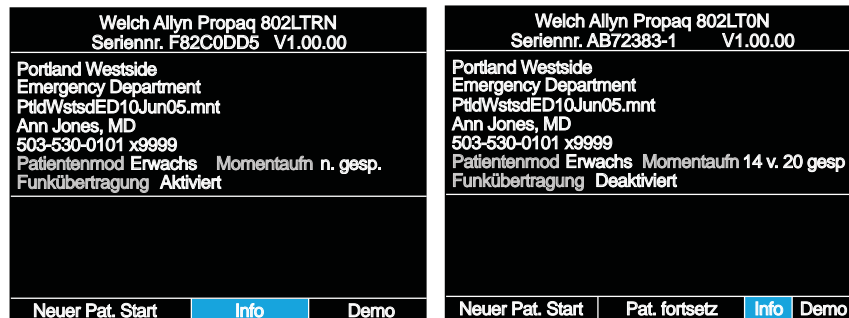 Welch Allyn Propaq 802LTRN
Seriennr. F82C0DD5 V1.00.00
Portland Westside
Emergency Department
PtldWstsdED10Jun05.mnt
Ann Jones, MD
503-530-0101 x9999
Patientenmod Erwachs Momentaufn n. gesp.
Funkübertragung Aktiviert
Neuer Pat. Start Info Demo
Welch Allyn Propaq 802LT0N
Seriennr. AB72383-1 V1.00.00
Portland Westside
Emergency Department
PtldWstsdED10Jun05.mnt
Ann Jones, MD
503-530-0101 x9999
Patientenmod Erwachs Momentaufn 14 v. 20 gesp
Funkübertragung Deaktiviert
Neuer Pat. Start Pat. fortsetz Info Demo